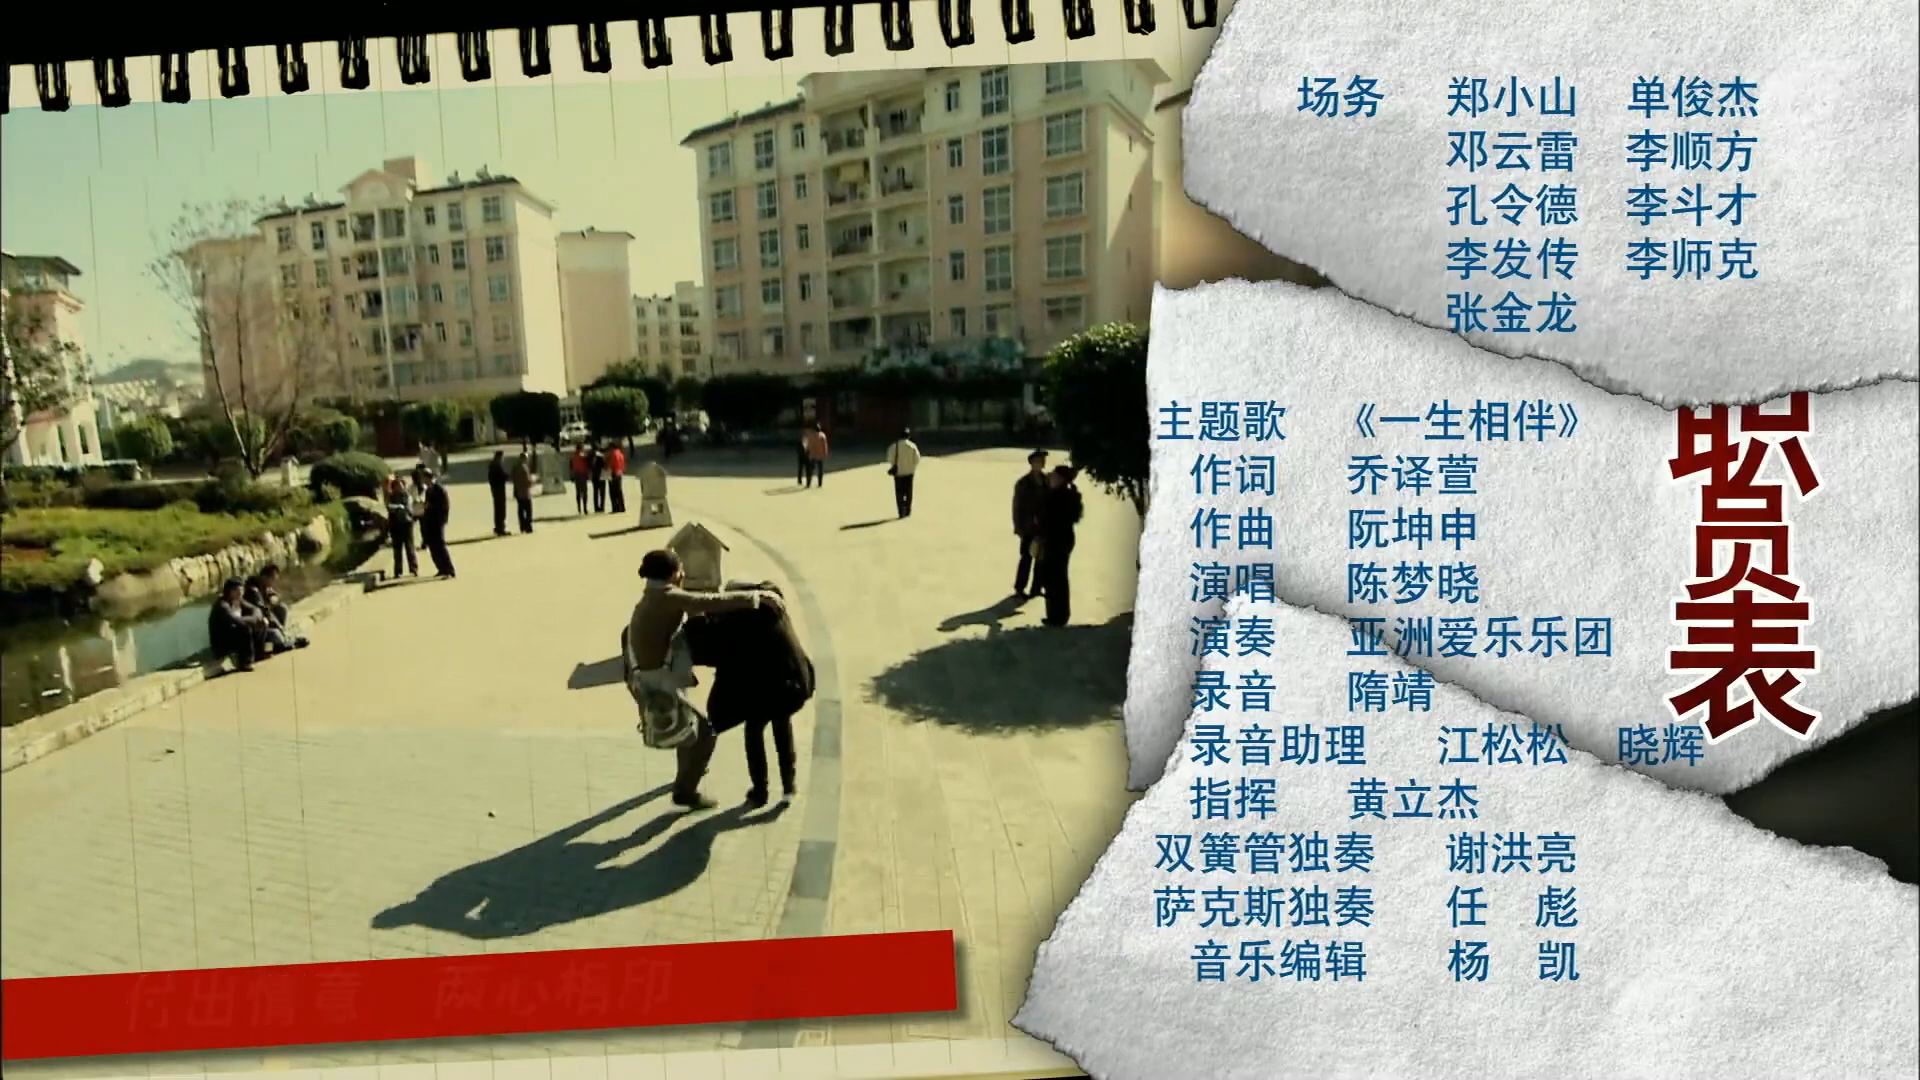 场务 郑小山 单俊杰
邓云雷 李顺方
孔令德 李斗才
李发传 李师克
张金龙
主题歌 《一生相伴》
作词 乔译萱
作曲 阮坤申
演唱 陈梦晓
演奏 亚洲爱乐乐团
录音 隋靖
录音助理 江松松 晓辉
指挥 黄立杰
双簧管独奏 谢洪亮
萨克斯独奏 任 彪
音乐编辑 杨 凯
职员表
付出情意 两心相印